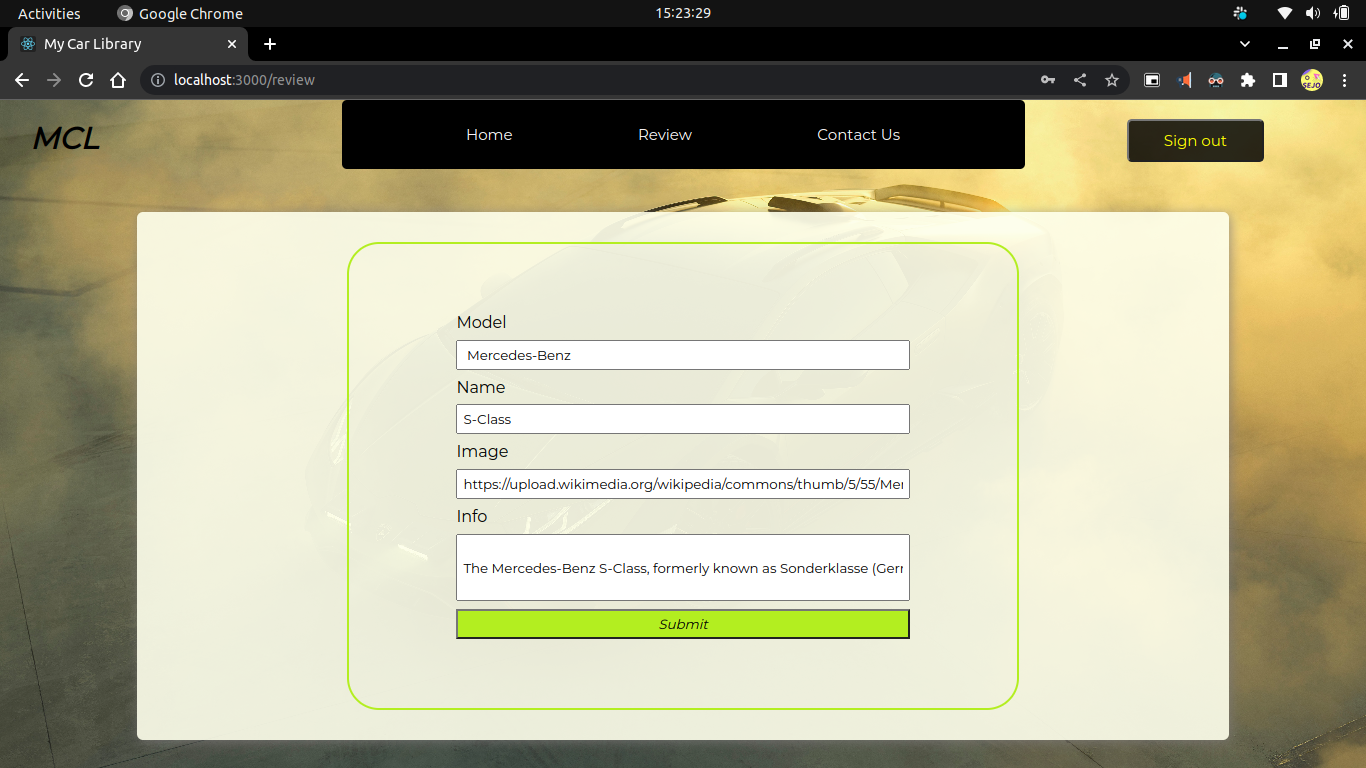 Activities
Google Chrome
15:23:29
My Car Library
localhost:3000/review
SEJO
MCL
Home
Review
Contact Us
Sign out
Model
Mercedes-Benz
Name
S-Class
Image
https://upload.wikimedia.org/wikipedia/commons/thumb/5/55/Mer
Info
The Mercedes-Benz S-Class, formerly known as Sonderklasse (Gerr
Submit